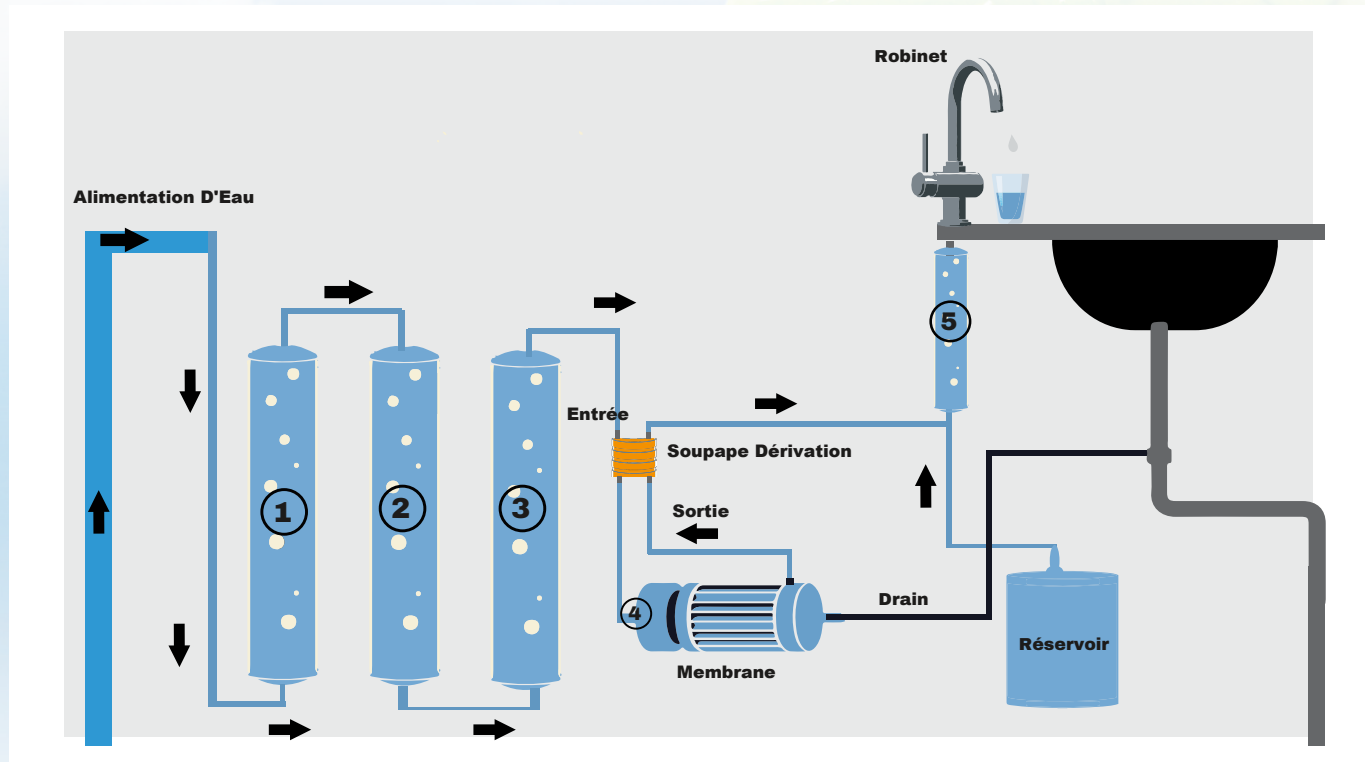 Robinet
Alimentation D'Eau
5
Entrée
Soupape Dérivation
1
2
3
Sortie
4
Drain
Réservoir
Membrane